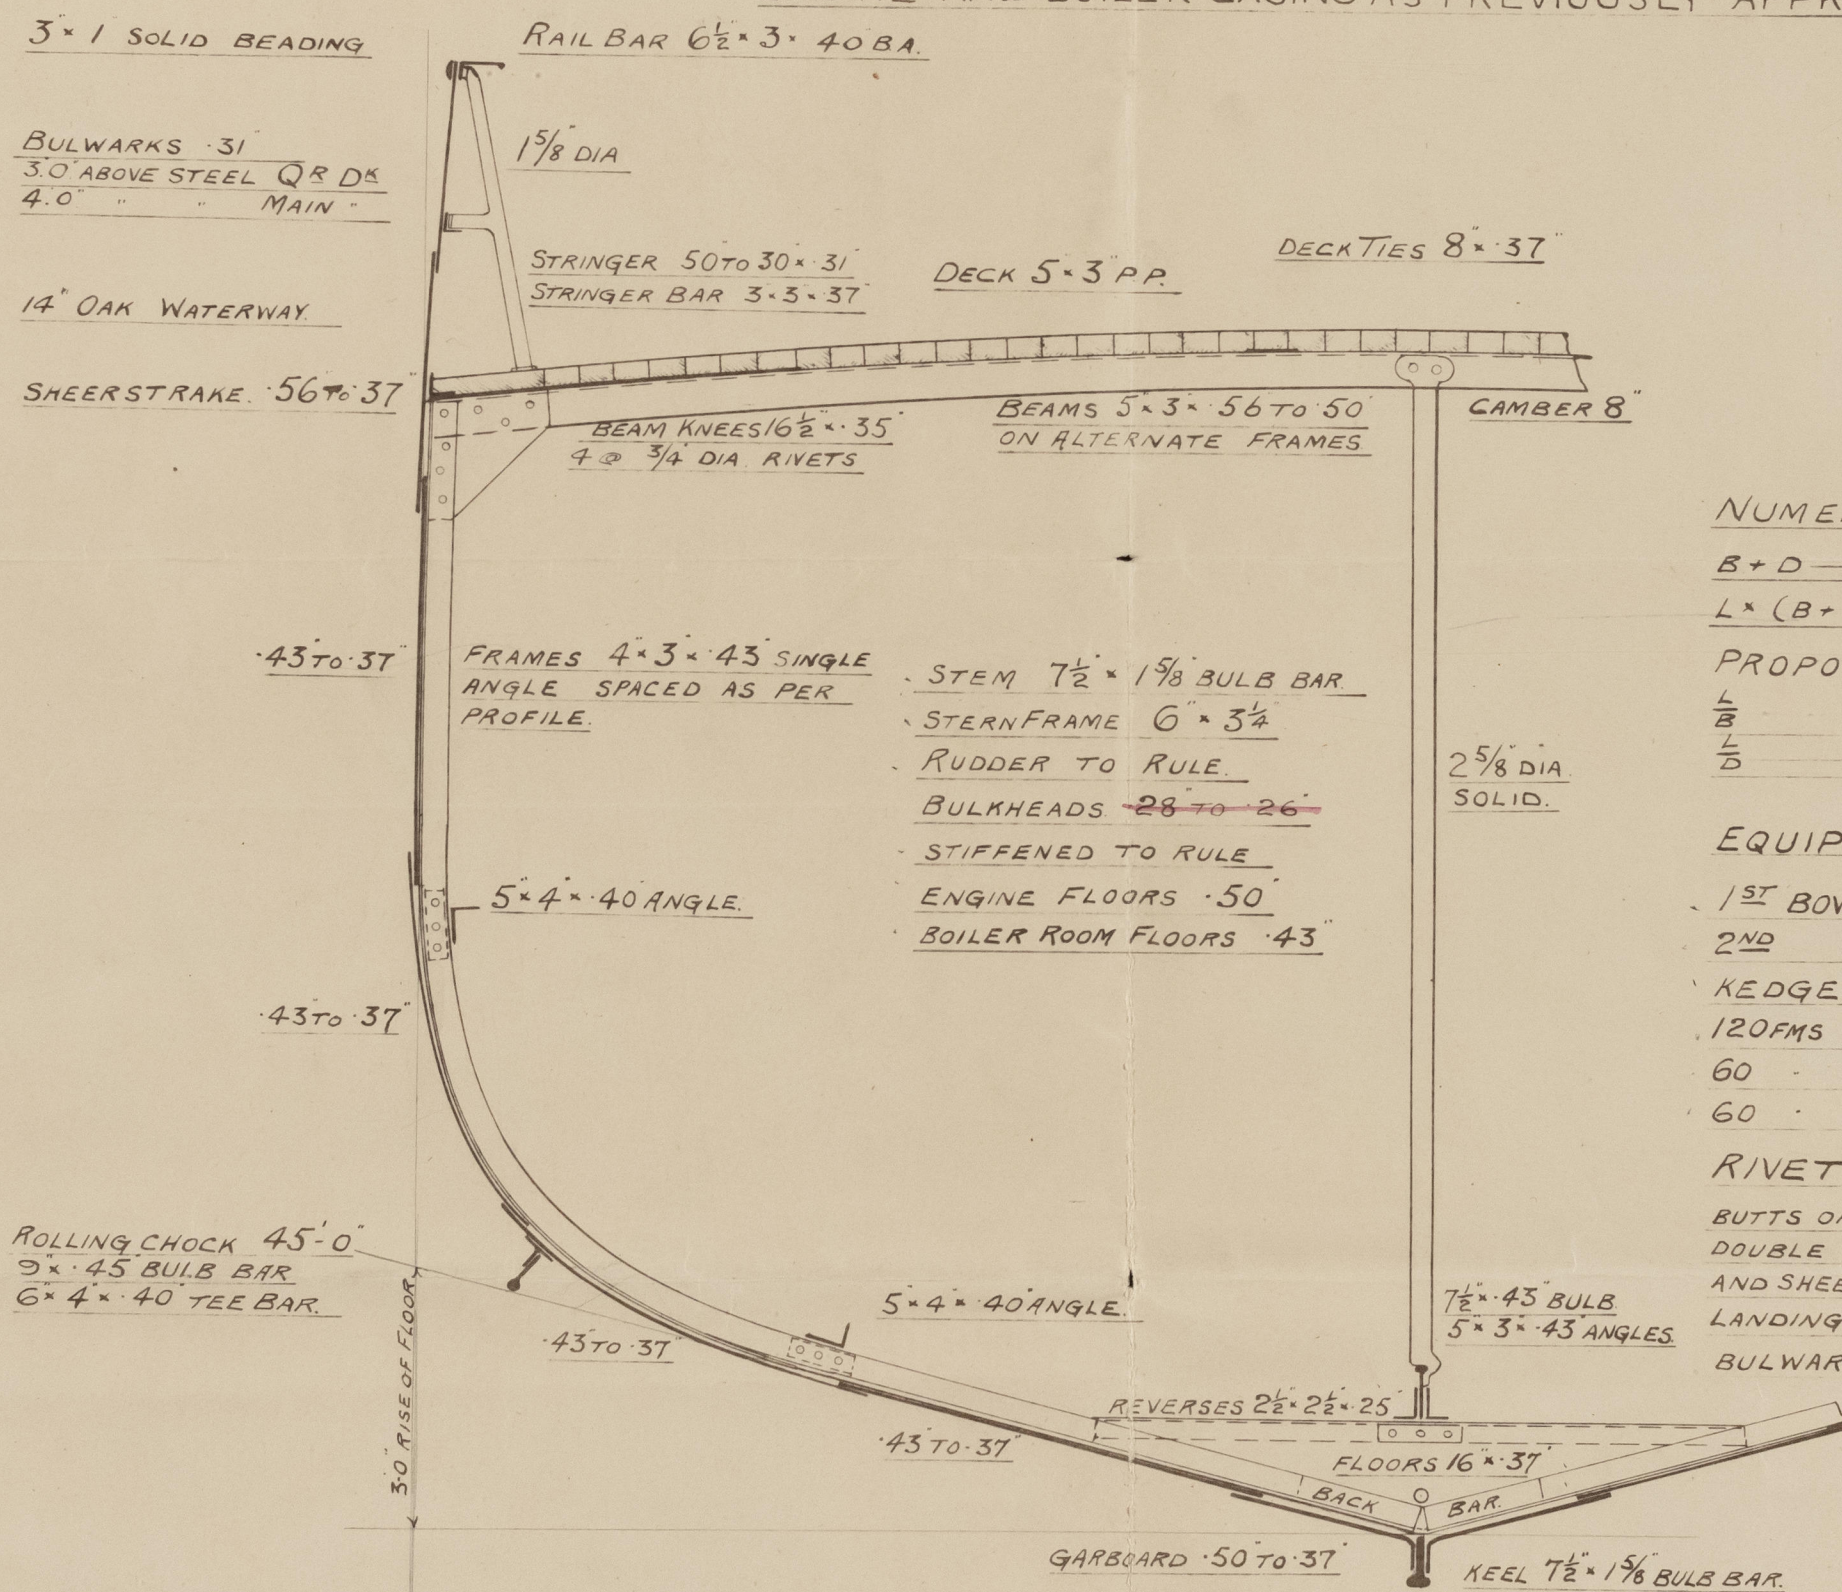 BOILER CASING AS PREVIOUSLY
3" × 1 SOLID BEADING
RAIL BAR 6½" × 3" × 40 B.A.
BULWARKS .31"
3'.0" ABOVE STEEL QR DK
4'.0" " " MAIN "
1⅝" DIA
STRINGER 50" TO 30" × .31"
STRINGER BAR 3" × 3" × .37"
DECK 5" × 3" P.P.
DECK TIES 8" × .37"
14" OAK WATERWAY.
SHEERSTRAKE. .56 TO .37"
BEAM KNEES 16½" × .35"
4 @ ¾" DIA. RIVETS
BEAMS 5" × 3" × .56 TO .50"
ON ALTERNATE FRAMES
CAMBER 8"
.43" TO .37"
FRAMES 4" × 3" × .43" SINGLE
ANGLE SPACED AS PER
PROFILE.
STEM 7½" × 1⅝" BULB BAR.
STERNFRAME 6" × 3¼"
RUDDER TO RULE.
BULKHEADS .28" TO .26"
STIFFENED TO RULE
ENGINE FLOORS .50"
BOILER ROOM FLOORS .43"
2⅝" DIA.
SOLID.
5" × 4" × .40" ANGLE.
.43" TO .37"
ROLLING CHOCK 45'-0"
9" × .45" BULB BAR
6" × 4" × .40" TEE BAR.
3'.0" RISE OF FLOOR
.43" TO .37"
5" × 4" × .40" ANGLE.
7½" × .43" BULB
5" × 3" × .43" ANGLES.
REVERSES 2½" × 2½" × .25"
.43" TO .37"
FLOORS 16" × .37"
BACK BAR.
GARBOARD .50" TO .37"
KEEL 7½" × 1⅝" BULB BAR.
B + D
L × (B +
L
B
L
D
1ST
2ND
KEDGE
120 FMS
60 "
60 "
BUTTS
DOUBLE
AND
LANDING